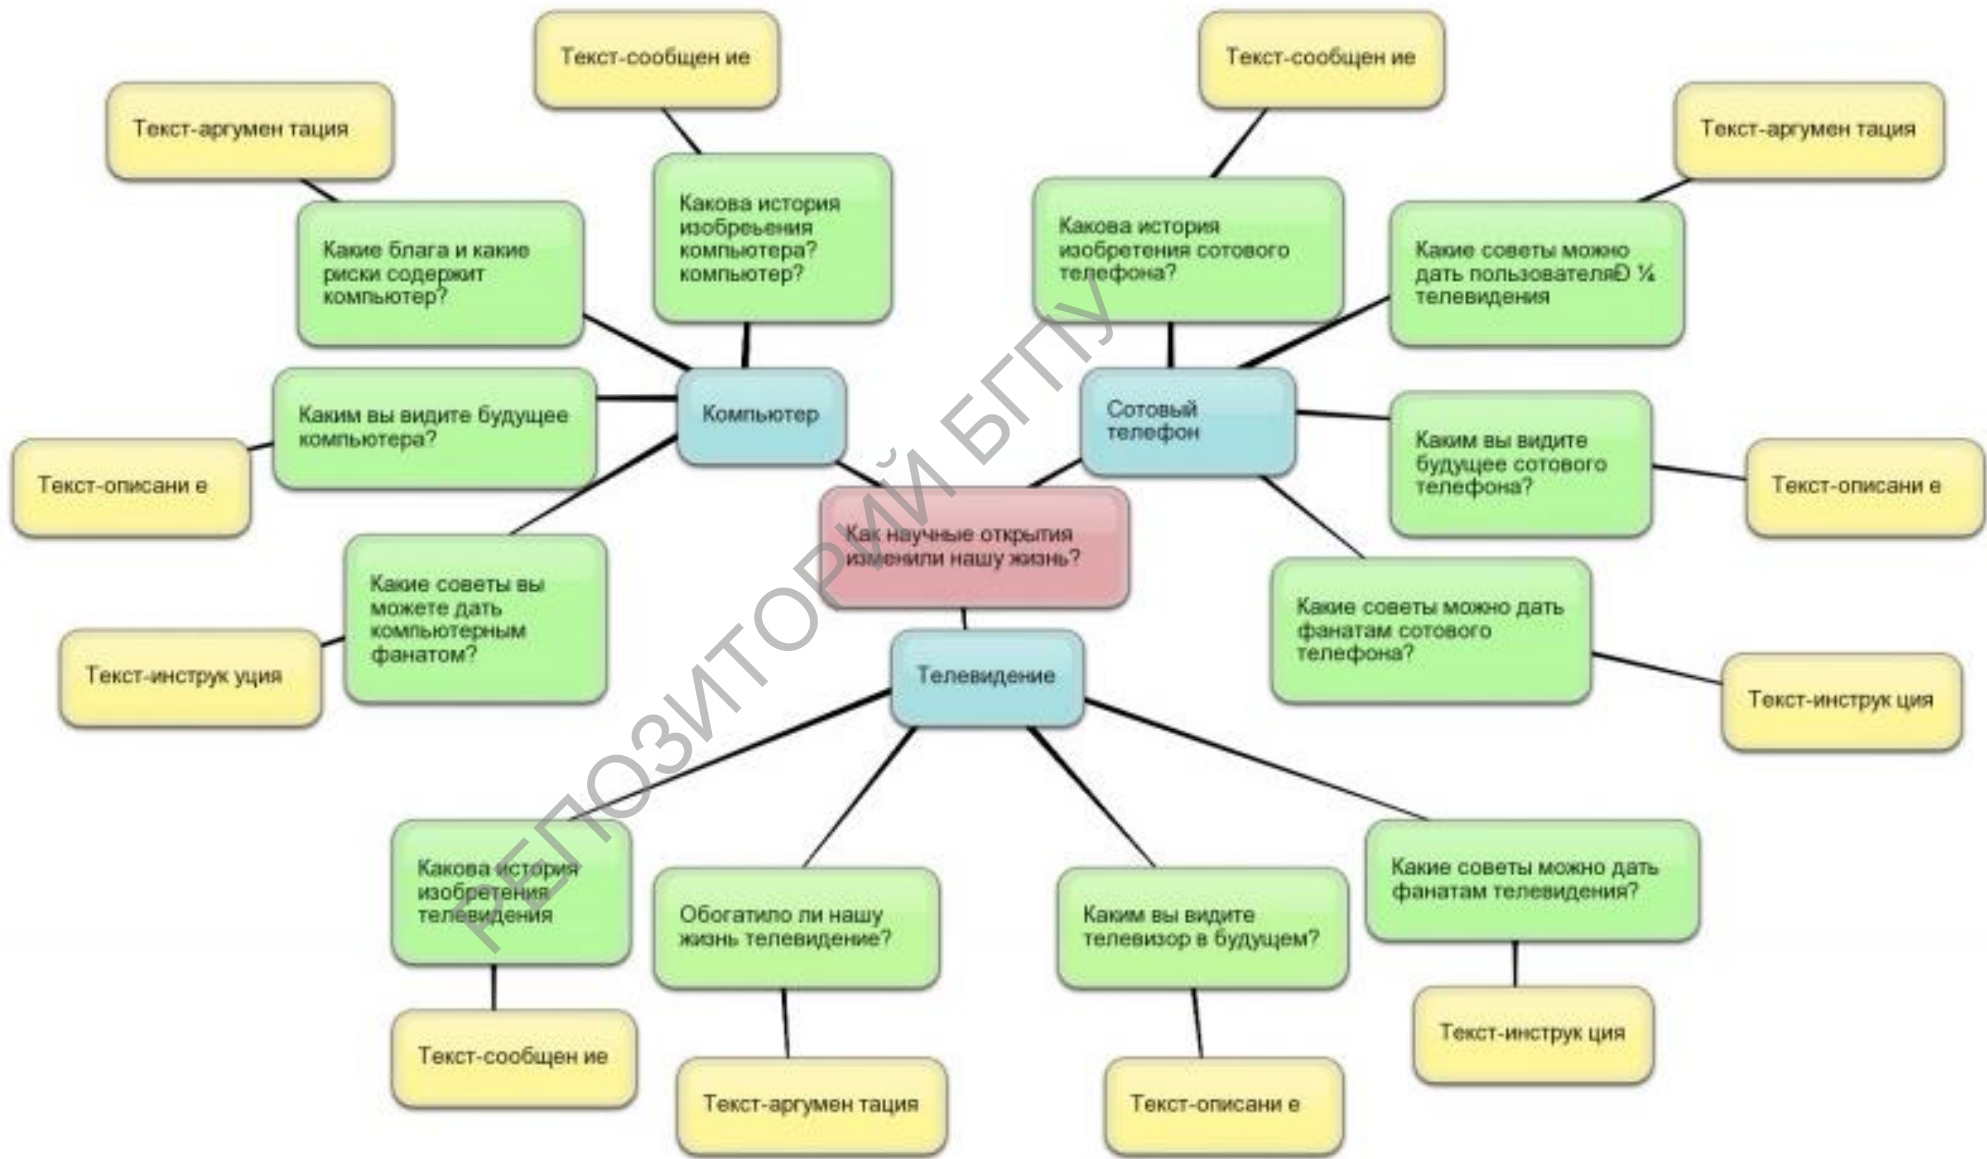 Текст-сообщен ие
Текст-сообщен ие
Текст-аргумен тация
Текст-аргумен тация
Какова история
изобреьения
компьютера?
компьютер?
Какова история
изобретения сотового
телефона?
Какие блага и какие
риски содержит
компьютер?
Какие советы можно
дать пользователяÐ ¼
телевидения
Каким вы видите будущее
компьютера?
Компьютер
Сотовый
телефон
Каким вы видите
будущее сотового
телефона?
Текст-описани е
Текст-описани е
Как научные открытия
изменили нашу жизнь?
Какие советы вы
можете дать
компьютерным
фанатом?
Какие советы можно дать
фанатам сотового
телефона?
Текст-инструк уция
Телевидение
Текст-инструк ция
Какова история
изобретения
телевидения
Обогатило ли нашу
жизнь телевидение?
Каким вы видите
телевизор в будущем?
Какие советы можно дать
фанатам телевидения?
Текст-сообщен ие
Текст-аргумен тация
Текст-описани е
Текст-инструк ция
РЕПОЗИТОРИЙ БГПУ